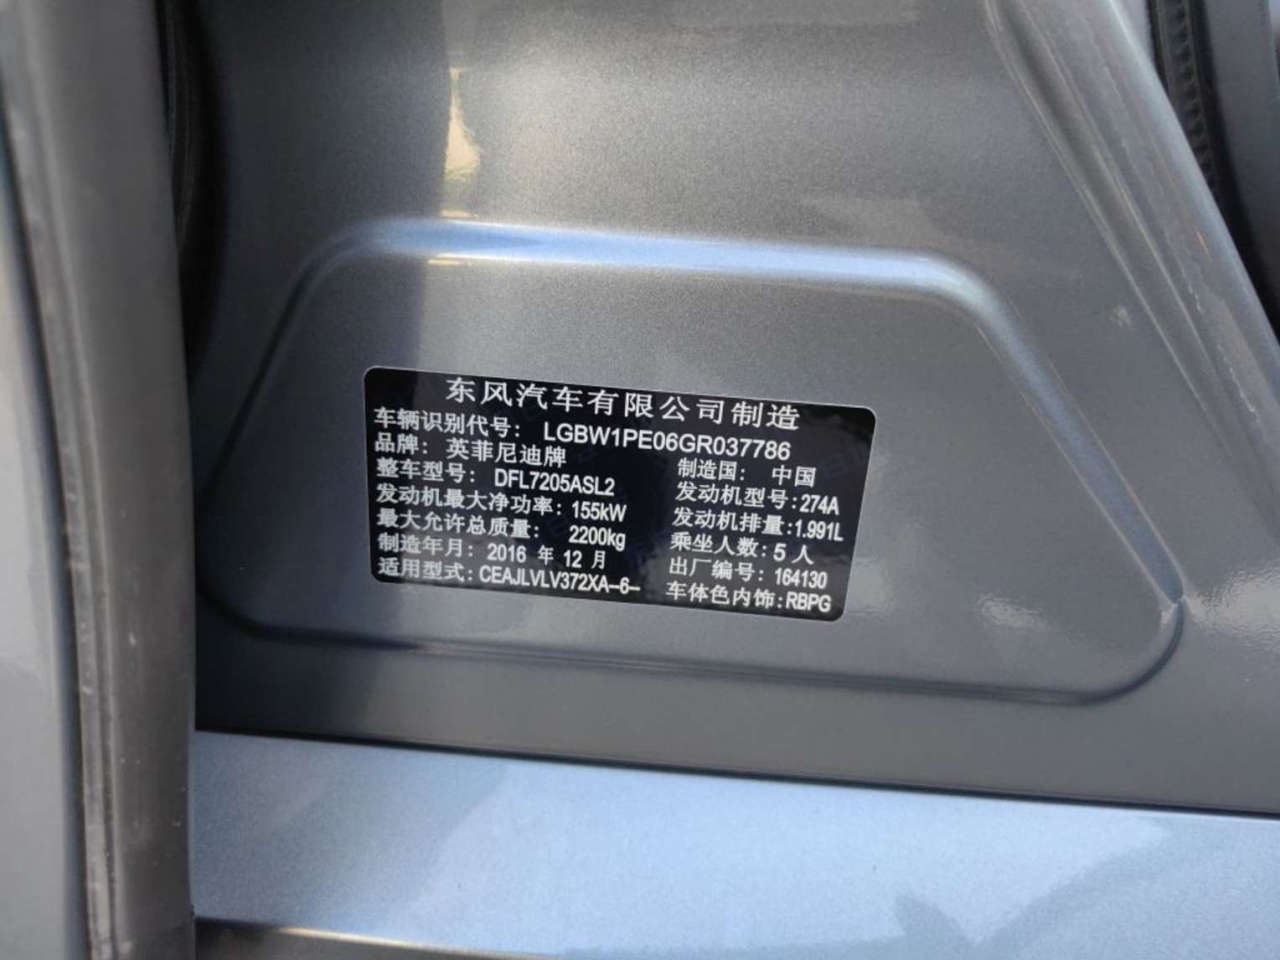 东风汽车有限公司制造
车辆识别代号: LGBW1PE06GR037786
品牌: 英菲尼迪牌 制造国: 中国
整车型号: DFL7205ASL2 发动机型号: 274A
发动机最大净功率: 155kW 发动机排量: 1.991L
最大允许总质量: 2200kg 乘坐人数: 5 人
制造年月: 2016 年 12 月 出厂编号: 164130
适用型式: CEAJLVLV372XA-6- 车体色内饰: RBPG